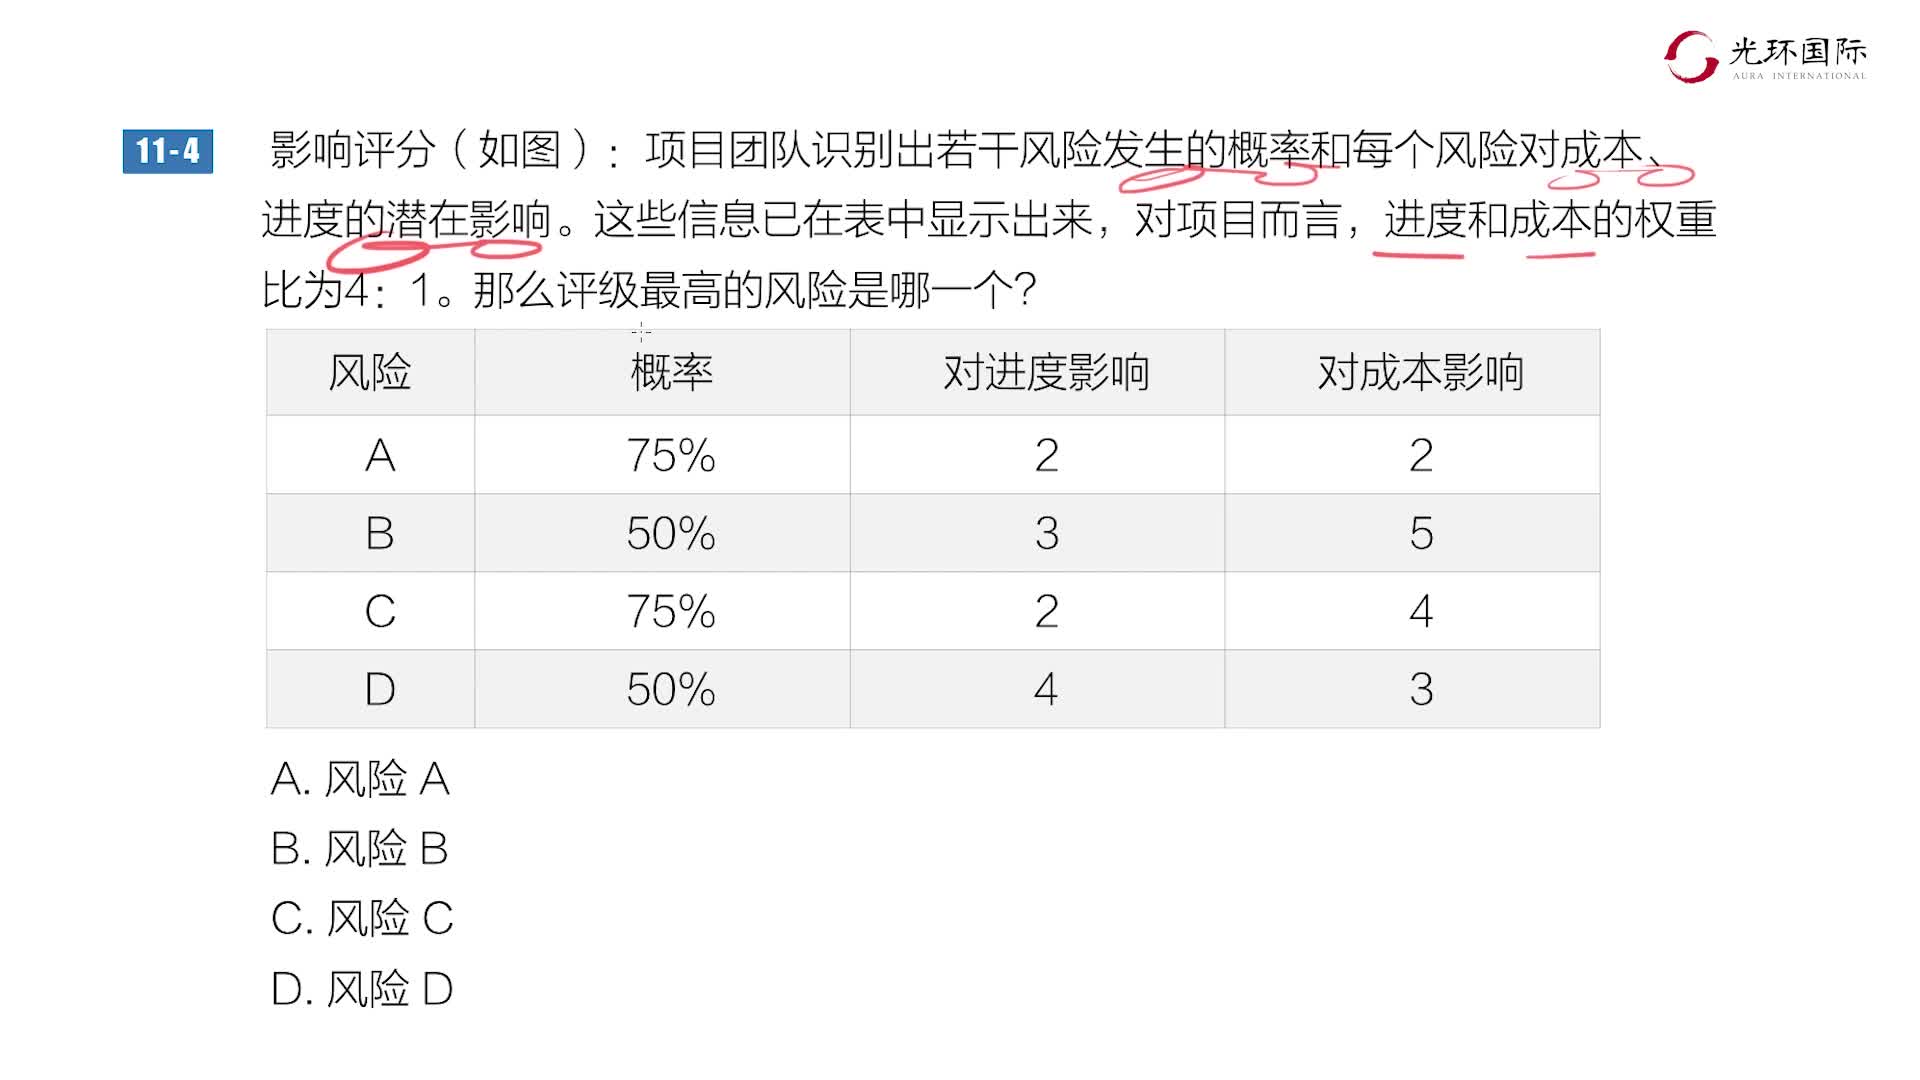 光环国际
AURA INTERNATIONAL
11-4 影响评分（如图）：项目团队识别出若干风险发生的概率和每个风险对成本、
进度的潜在影响。这些信息已在表中显示出来，对项目而言，进度和成本的权重
比为4：1。那么评级最高的风险是哪一个？
风险 概率 对进度影响 对成本影响
A 75% 2 2
B 50% 3 5
C 75% 2 4
D 50% 4 3
A. 风险 A
B. 风险 B
C. 风险 C
D. 风险 D